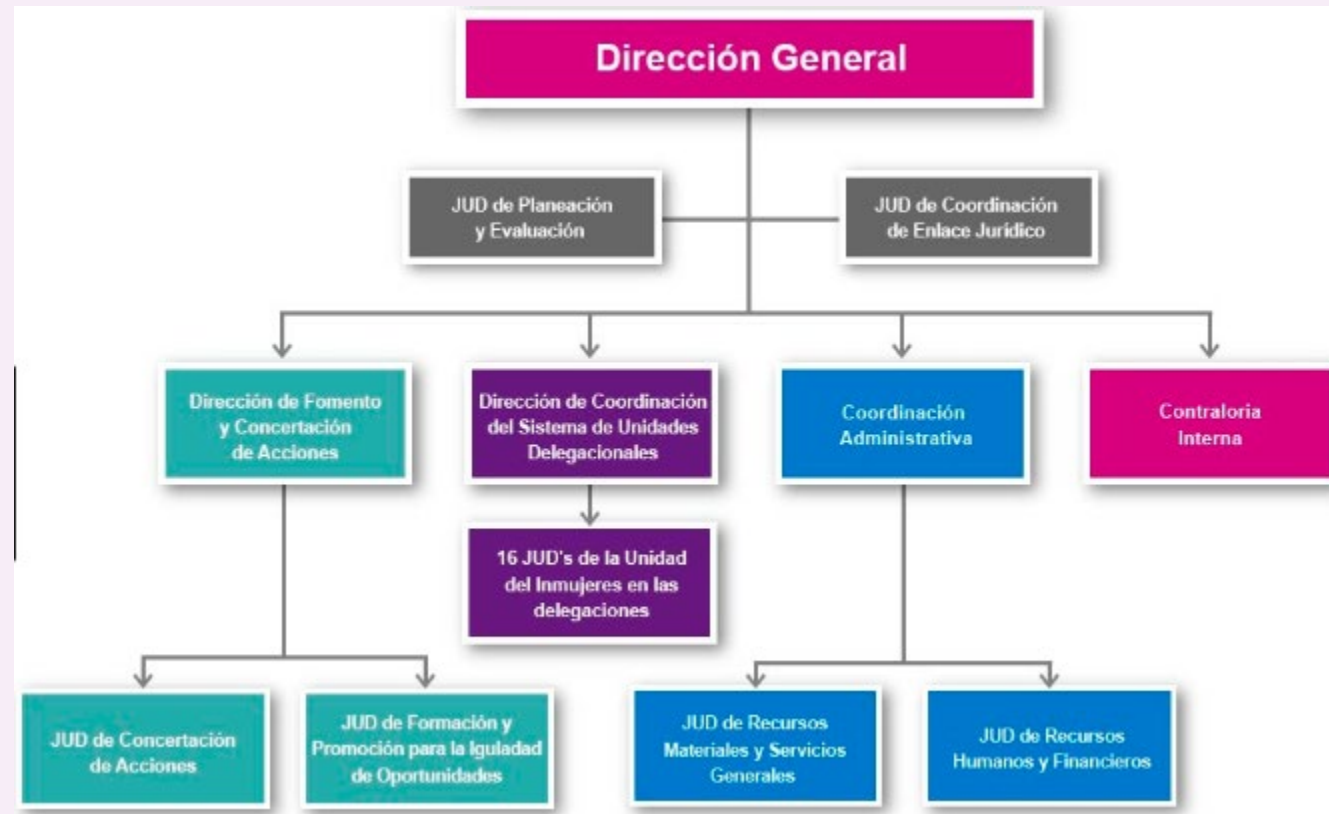 Dirección General
JUD de Planeación
y Evaluación
JUD de Coordinación
de Enlace Jurídico
Dirección de Fomento
y Concertación
de Acciones
Dirección de Coordinación
del Sistema de Unidades
Delegacionales
Coordinación
Administrativa
Contraloria
Interna
16 JUD's de la Unidad
del Inmujeres en las
delegaciones
JUD de Concertación
de Acciones
JUD de Formación y
Promoción para la Iguladad
de Oportunidades
JUD de Recursos
Materiales y Servicios
Generales
JUD de Recursos
Humanos y Financieros